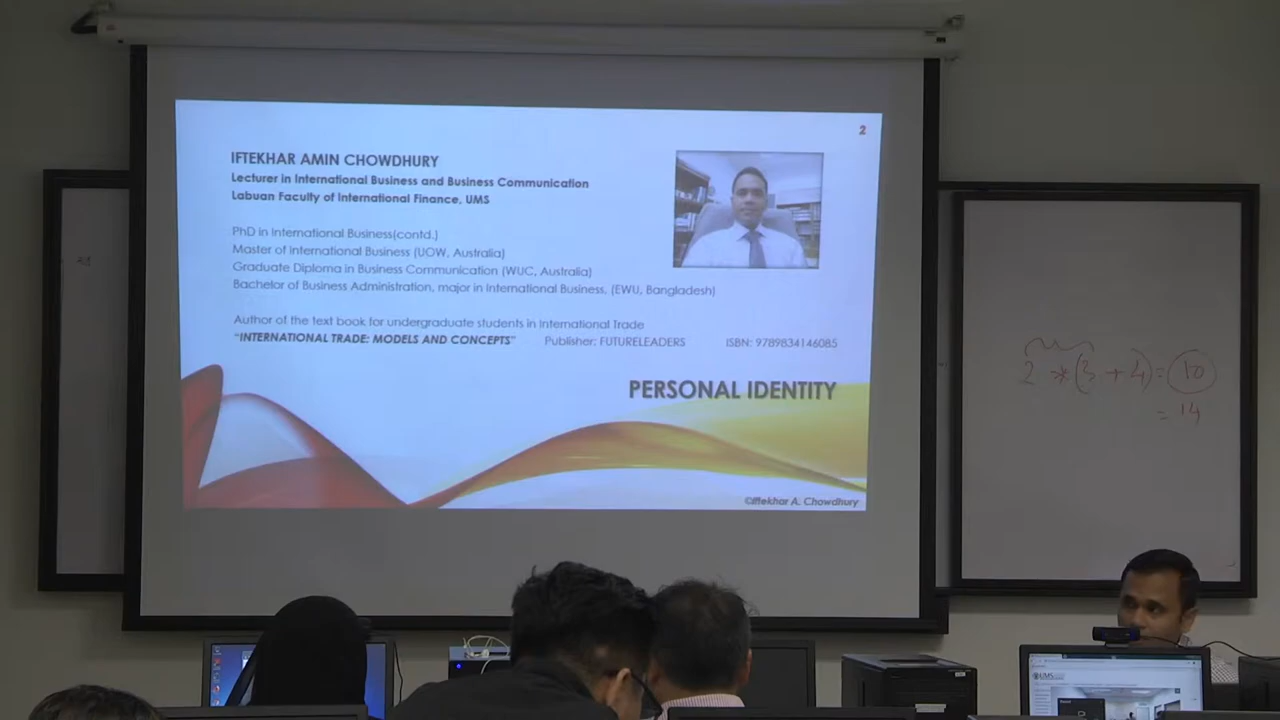 2
IFTEKHAR AMIN CHOWDHURY
Lecturer in International Business and Business Communication
Labuan Faculty of International Finance, UMS
PhD in International Business(contd.)
Master of International Business (UOW, Australia)
Graduate Diploma in Business Communication (WUC, Australia)
Bachelor of Business Administration, major in International Business, (EWU, Bangladesh)
Author of the text book for undergraduate students in International Trade
"INTERNATIONAL TRADE: MODELS AND CONCEPTS" Publisher: FUTURELEADERS ISBN: 9789834146085
PERSONAL IDENTITY
©Iftekhar A. Chowdhury
2 * (3 + 4) = 10
= 14
UMS